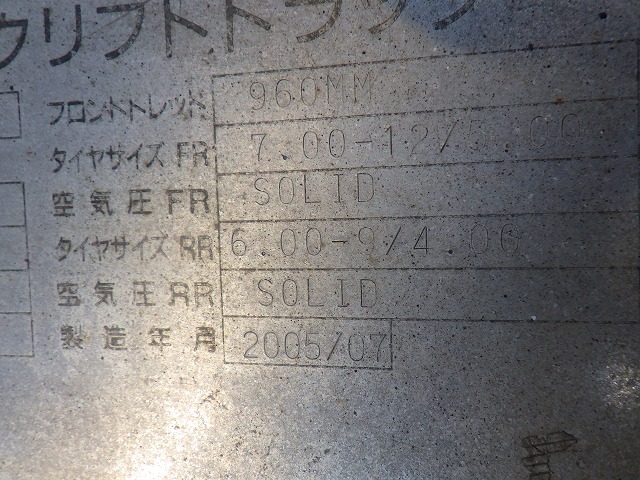 ウリフトトラック
フロントトレッド 960MM
タイヤサイズ FR 7.00-12/5.00
空気圧 FR SOLID
タイヤサイズ RR 6.00-9/4.00
空気圧 RR SOLID
製造年月 2005/07